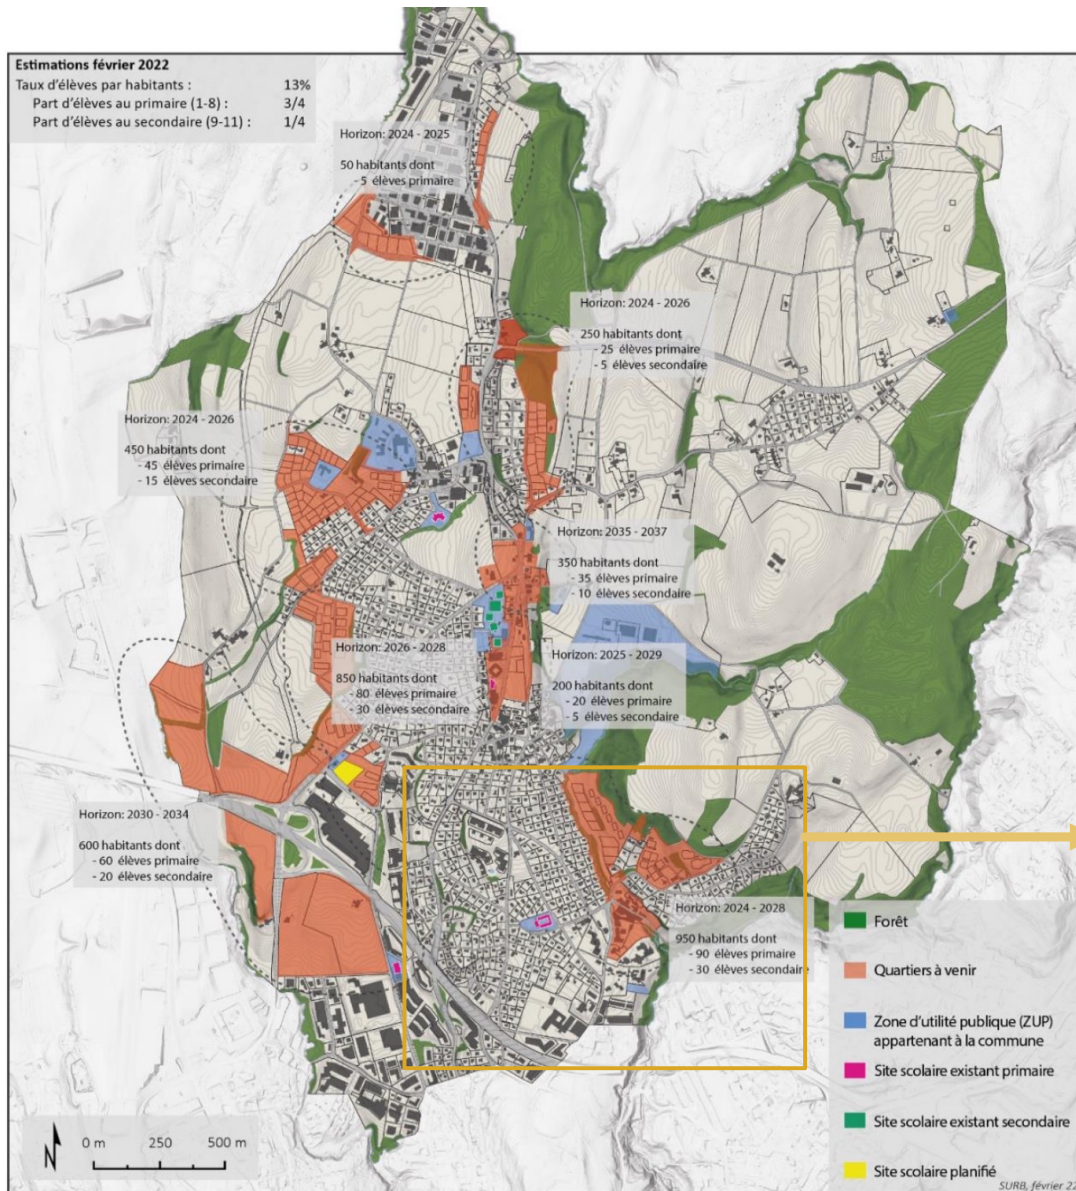 Estimations février 2022
Taux d'élèves par habitants : 13%
Part d'élèves au primaire (1-8) : 3/4
Part d'élèves au secondaire (9-11) : 1/4
Horizon: 2024 - 2025
50 habitants dont
- 5 élèves primaire
Horizon: 2024 - 2026
250 habitants dont
- 25 élèves primaire
- 5 élèves secondaire
Horizon: 2024 - 2026
450 habitants dont
- 45 élèves primaire
- 15 élèves secondaire
Horizon: 2035 - 2037
350 habitants dont
- 35 élèves primaire
- 10 élèves secondaire
Horizon: 2026 - 2028
850 habitants dont
- 80 élèves primaire
- 30 élèves secondaire
Horizon: 2025 - 2029
200 habitants dont
- 20 élèves primaire
- 5 élèves secondaire
Horizon: 2030 - 2034
600 habitants dont
- 60 élèves primaire
- 20 élèves secondaire
Horizon: 2024 - 2028
950 habitants dont
- 90 élèves primaire
- 30 élèves secondaire
Forêt
Quartiers à venir
Zone d'utilité publique (ZUP)
appartenant à la commune
Site scolaire existant primaire
Site scolaire existant secondaire
Site scolaire planifié
N
0 m 250 500 m
SURB, février 22